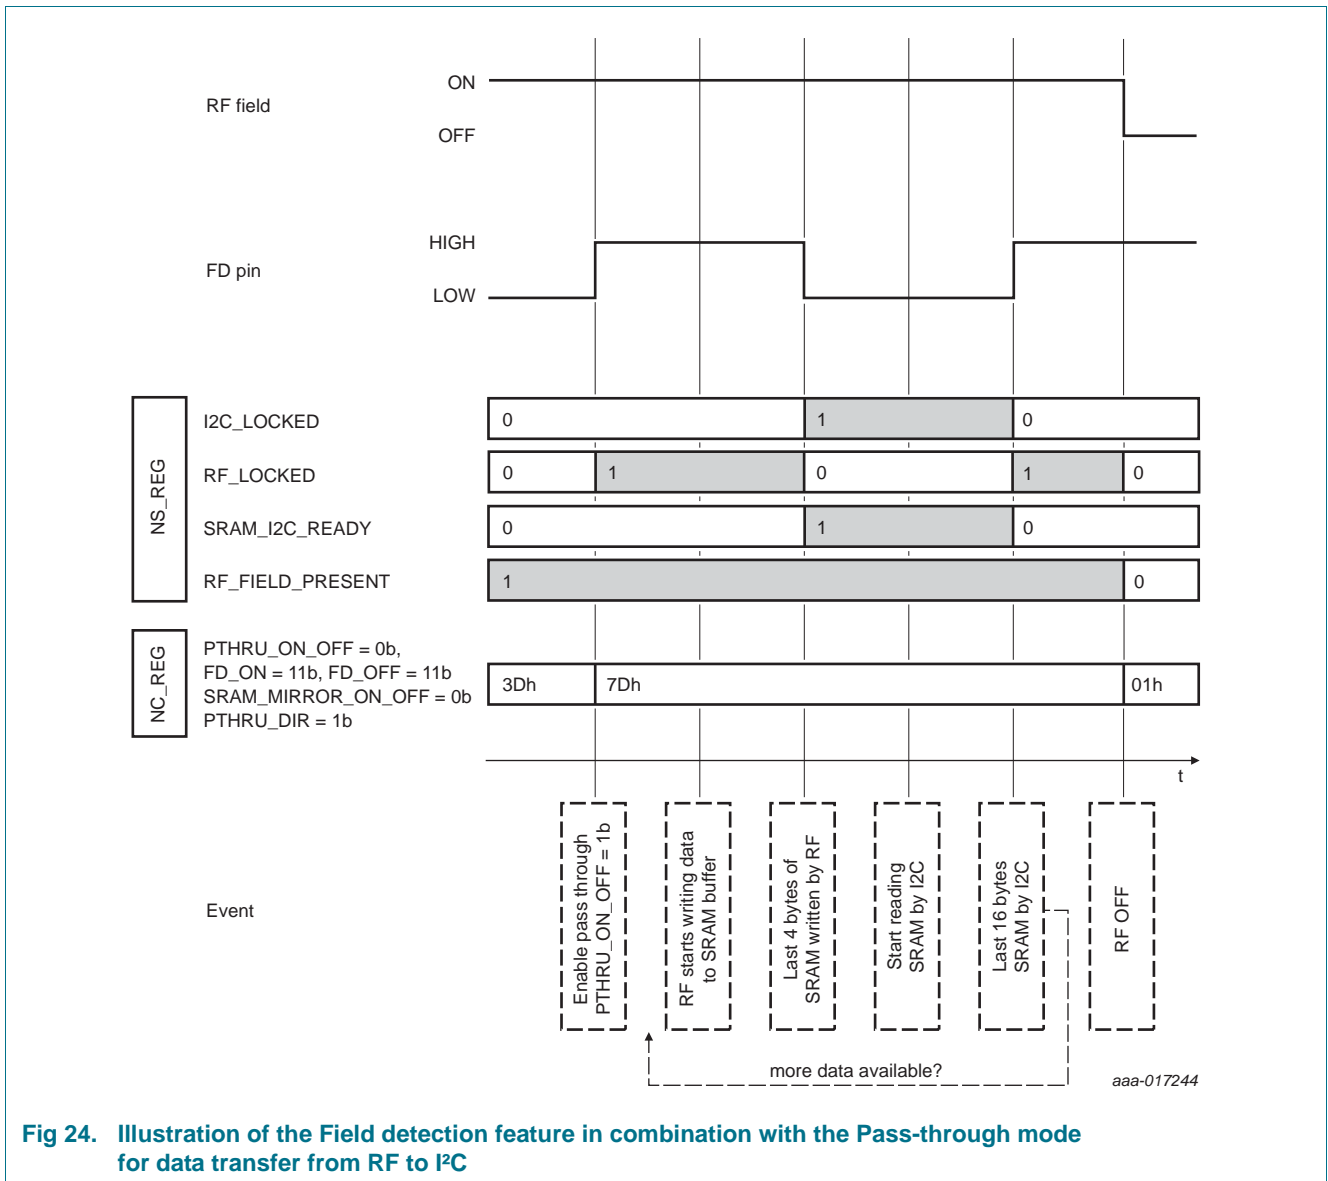 ON
RF field
OFF
HIGH
FD pin
LOW
NS_REG
I2C_LOCKED
0
1
0
RF_LOCKED
0
1
0
1
0
SRAM_I2C_READY
0
1
0
RF_FIELD_PRESENT
1
0
NC_REG
PTHRU_ON_OFF = 0b,
FD_ON = 11b, FD_OFF = 11b
SRAM_MIRROR_ON_OFF = 0b
PTHRU_DIR = 1b
3Dh
7Dh
01h
t
Event
Enable pass through
PTHRU_ON_OFF = 1b
RF starts writing data
to SRAM buffer
Last 4 bytes of
SRAM written by RF
Start reading
SRAM by I2C
Last 16 bytes
SRAM by I2C
RF OFF
more data available?
aaa-017244
Fig 24. Illustration of the Field detection feature in combination with the Pass-through mode
for data transfer from RF to I²C